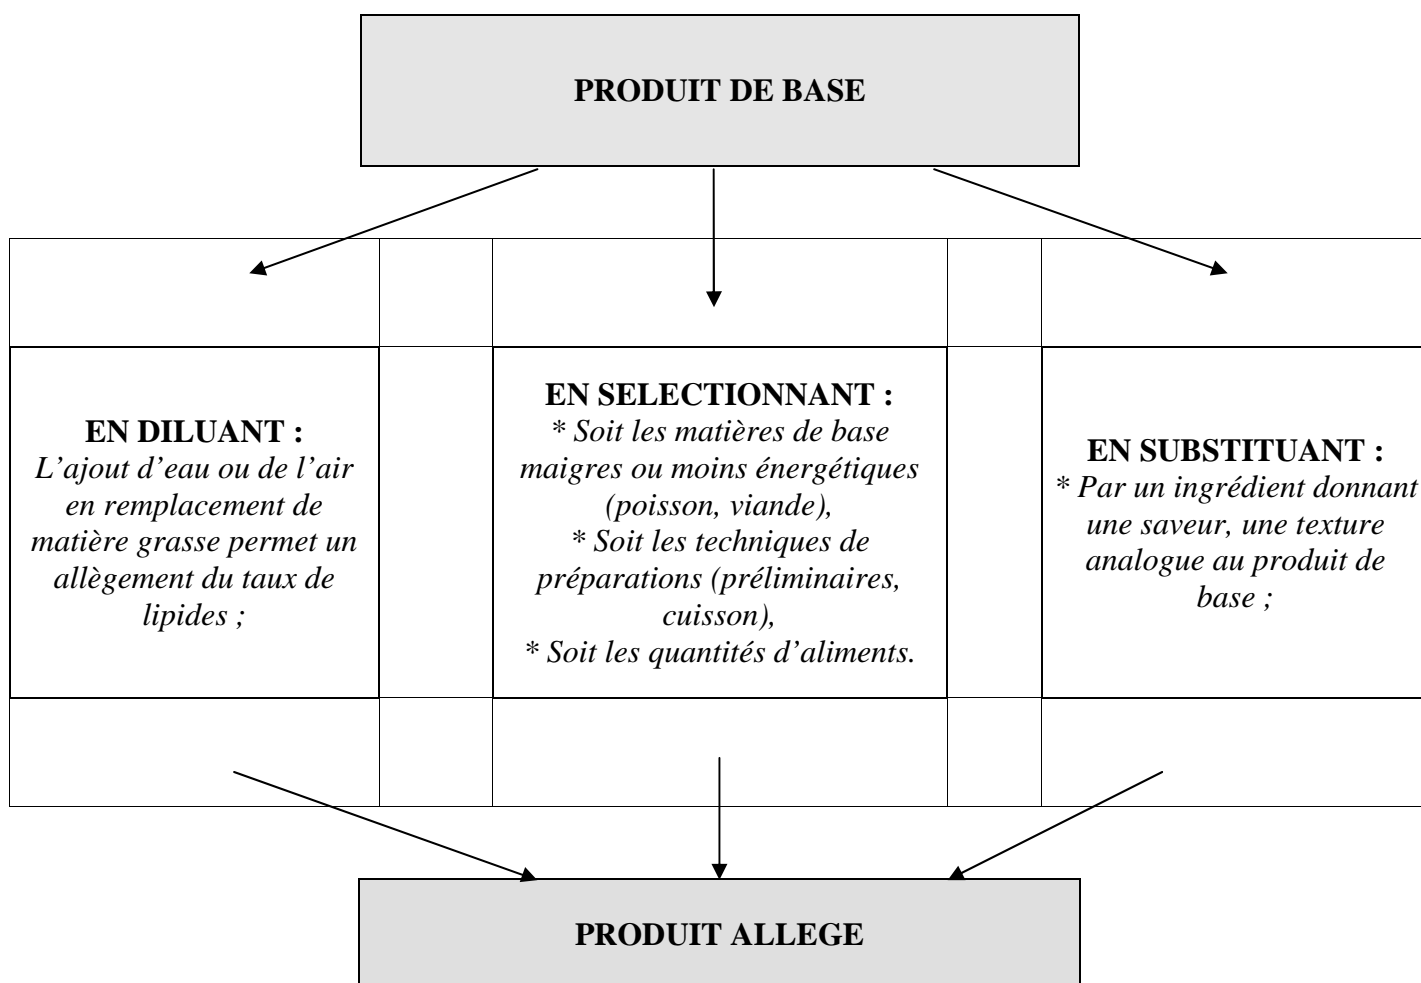 PRODUIT DE BASE
EN DILUANT :
L’ajout d’eau ou de l’air
en remplacement de
matière grasse permet un
allègement du taux de
lipides ;
EN SELECTIONNANT :
* Soit les matières de base
maigres ou moins énergétiques
(poisson, viande),
* Soit les techniques de
préparations (préliminaires,
cuisson),
* Soit les quantités d’aliments.
EN SUBSTITUANT :
* Par un ingrédient donnant
une saveur, une texture
analogue au produit de
base ;
PRODUIT ALLEGE